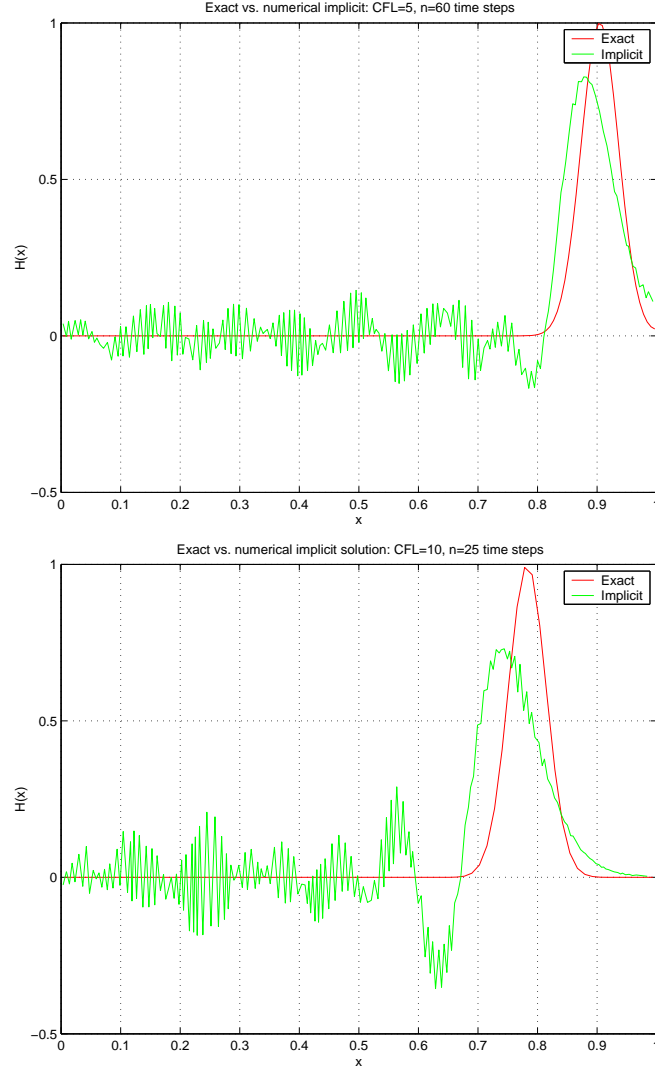 Exact vs. numerical implicit: CFL=5, n=60 time steps
1
Exact
Implicit
0.5
H(x)
0
−0.5
0 0.1 0.2 0.3 0.4 0.5 0.6 0.7 0.8 0.9 1
x
Exact vs. numerical implicit solution: CFL=10, n=25 time steps
1
Exact
Implicit
0.5
H(x)
0
−0.5
0 0.1 0.2 0.3 0.4 0.5 0.6 0.7 0.8 0.9 1
x